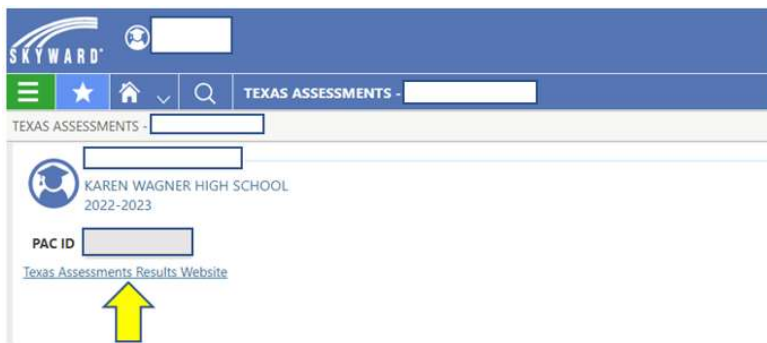 SKYWARD®
TEXAS ASSESSMENTS -
TEXAS ASSESSMENTS -
KAREN WAGNER HIGH SCHOOL
2022-2023
PAC ID
Texas Assessments Results Website